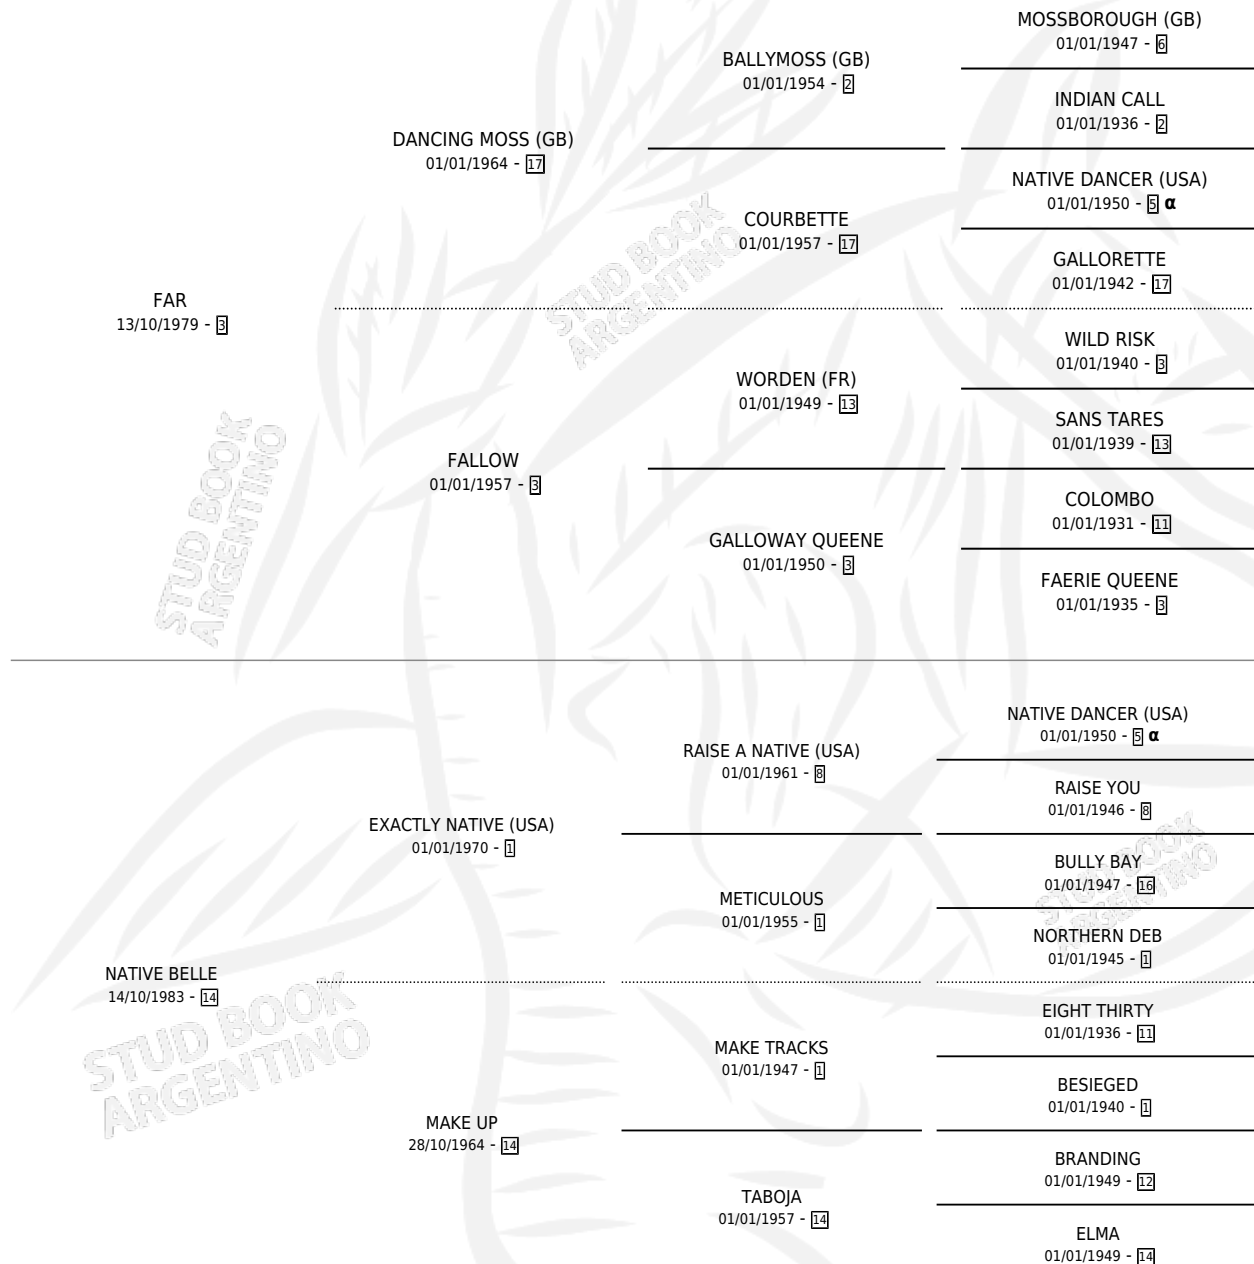 FAR
13/10/1979 - 3
DANCING MOSS (GB)
01/01/1964 - 17
FALLOW
01/01/1957 - 3
BALLYMOSS (GB)
01/01/1954 - 2
COURBETTE
01/01/1957 - 17
WORDEN (FR)
01/01/1949 - 13
GALLOWAY QUEENE
01/01/1950 - 3
MOSSBOROUGH (GB)
01/01/1947 - 6
INDIAN CALL
01/01/1936 - 2
NATIVE DANCER (USA)
01/01/1950 - 5 α
GALLORETTE
01/01/1942 - 17
WILD RISK
01/01/1940 - 3
SANS TARES
01/01/1939 - 13
COLOMBO
01/01/1931 - 11
FAERIE QUEENE
01/01/1935 - 3
STUD BOOK
ARGENTINO
STUD BOOK
ARGENTINO
NATIVE BELLE
14/10/1983 - 14
EXACTLY NATIVE (USA)
01/01/1970 - 1
MAKE UP
28/10/1964 - 14
RAISE A NATIVE (USA)
01/01/1961 - 8
METICULOUS
01/01/1955 - 1
MAKE TRACKS
01/01/1947 - 1
TABOJA
01/01/1957 - 14
NATIVE DANCER (USA)
01/01/1950 - 5 α
RAISE YOU
01/01/1946 - 8
BULLY BAY
01/01/1947 - 16
NORTHERN DEB
01/01/1945 - 1
EIGHT THIRTY
01/01/1936 - 11
BESIEGED
01/01/1940 - 1
BRANDING
01/01/1949 - 12
ELMA
01/01/1949 - 14
STUD BOOK
ARGENTINO
STUD BOOK
ARGENTINO